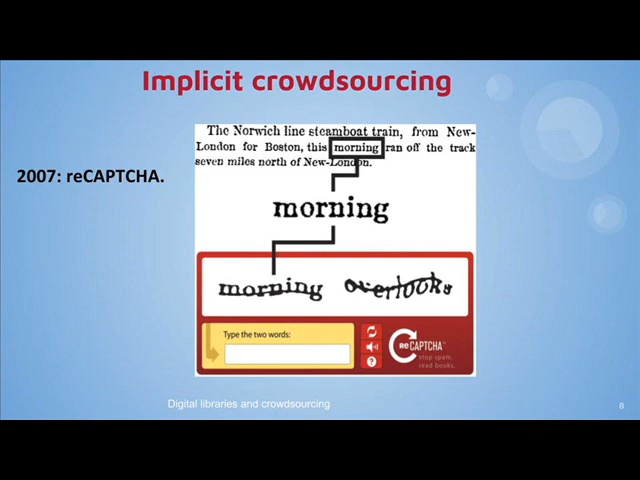 Implicit crowdsourcing
2007: reCAPTCHA.
The Norwich line steamboat train, from New-
London for Boston, this morning ran off the track
seven miles north of New-London.
morning
morning overlooks
Type the two words:
ReCAPTCHA™
stop spam.
read books.
Digital libraries and crowdsourcing
8